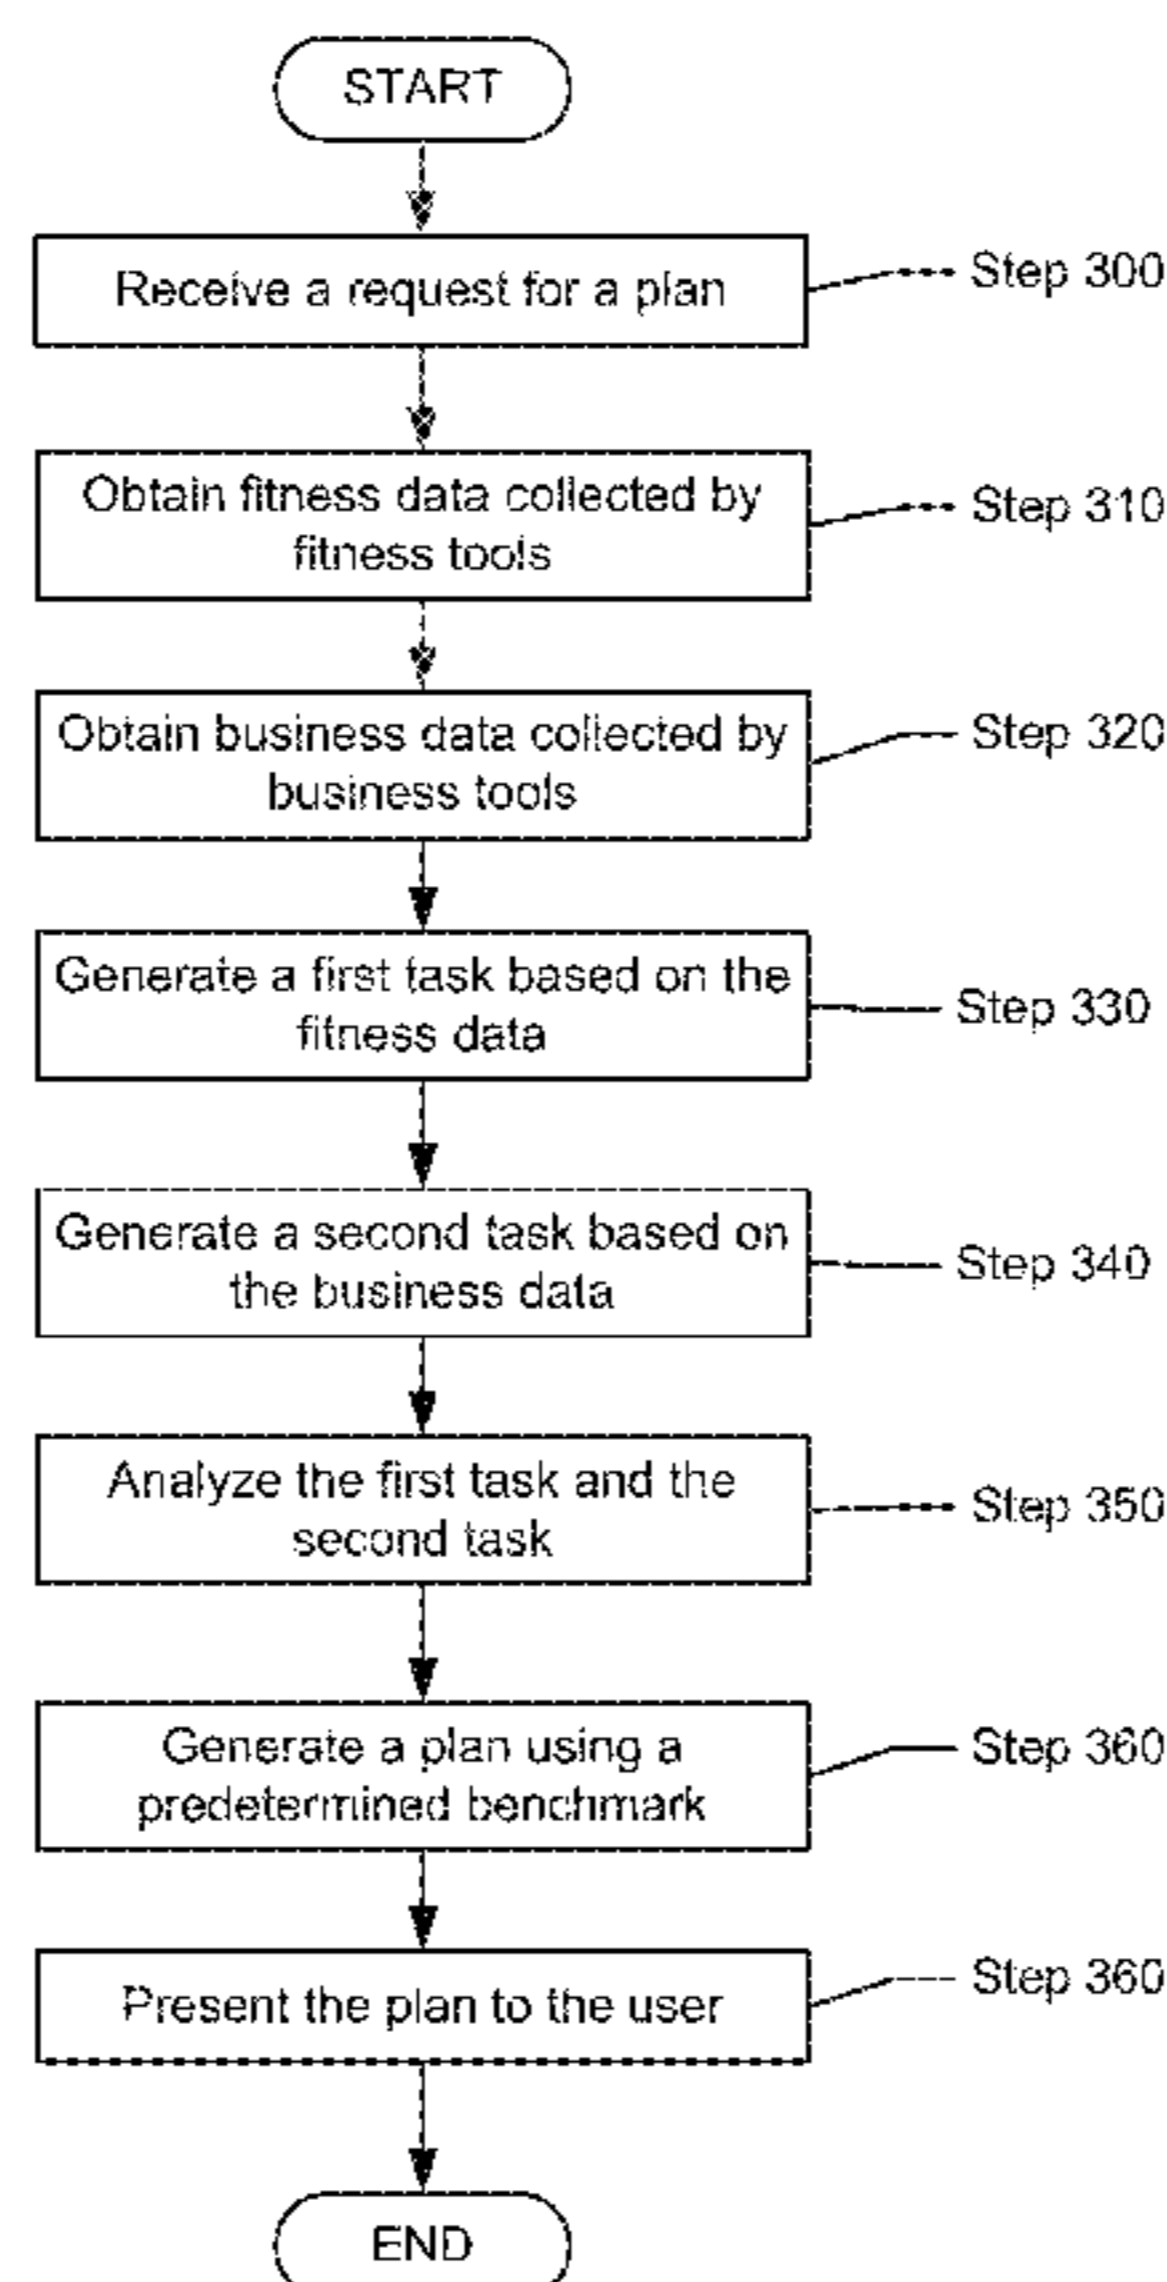 START
Receive a request for a plan
Step 300
Obtain fitness data collected by
fitness tools
Step 310
Obtain business data collected by
business tools
Step 320
Generate a first task based on the
fitness data
Step 330
Generate a second task based on
the business data
Step 340
Analyze the first task and the
second task
Step 350
Generate a plan using a
predetermined benchmark
Step 360
Present the plan to the user
Step 360
END